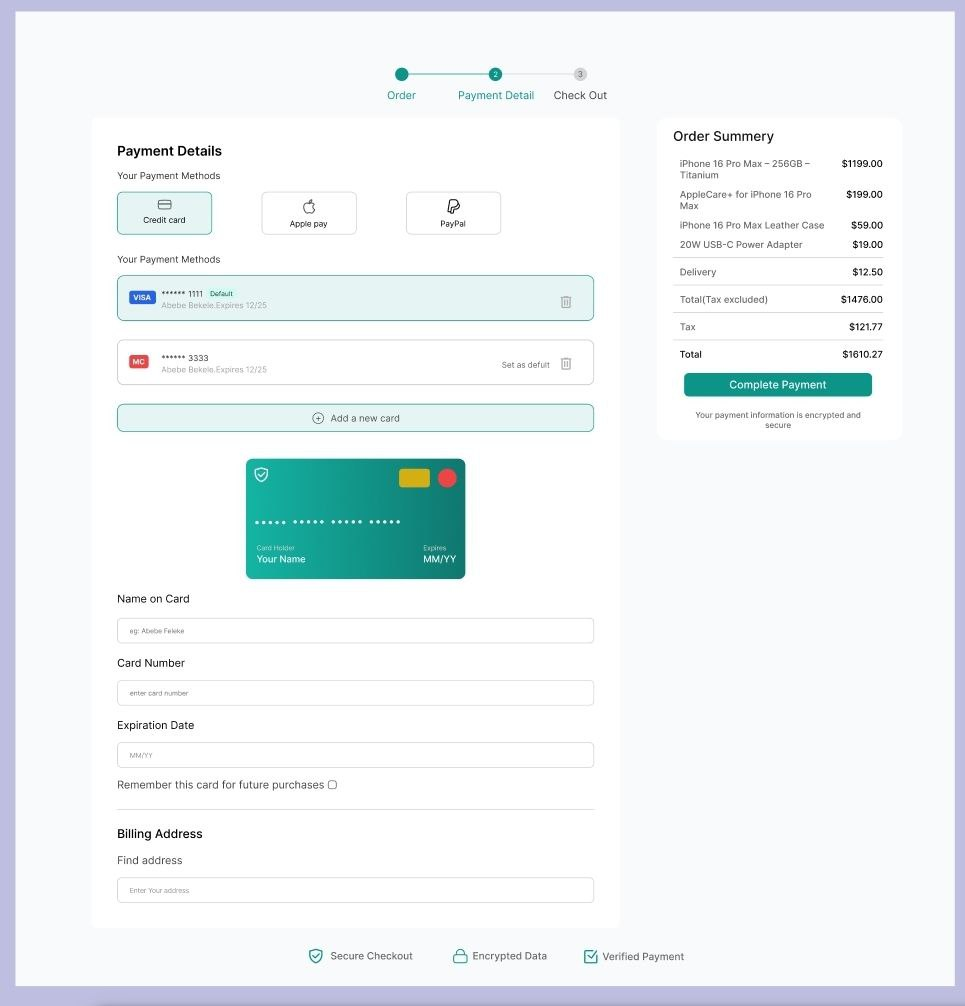 2
3
Order
Payment Detail
Check Out
Payment Details
Your Payment Methods
Credit card
Apple pay
PayPal
Your Payment Methods
VISA
****** 1111
Default
Abebe Bekele.Expires 12/25
MC
****** 3333
Abebe Bekele.Expires 12/25
Set as defult
Add a new card
Card Holder
Your Name
Expires
MM/YY
Name on Card
eg: Abebe Feleke
Card Number
enter card number
Expiration Date
MM/YY
Remember this card for future purchases
Billing Address
Find address
Enter Your address
Order Summery
iPhone 16 Pro Max – 256GB –
Titanium
$1199.00
AppleCare+ for iPhone 16 Pro
Max
$199.00
iPhone 16 Pro Max Leather Case
$59.00
20W USB-C Power Adapter
$19.00
Delivery
$12.50
Total(Tax excluded)
$1476.00
Tax
$121.77
Total
$1610.27
Complete Payment
Your payment information is encrypted and
secure
Secure Checkout
Encrypted Data
Verified Payment